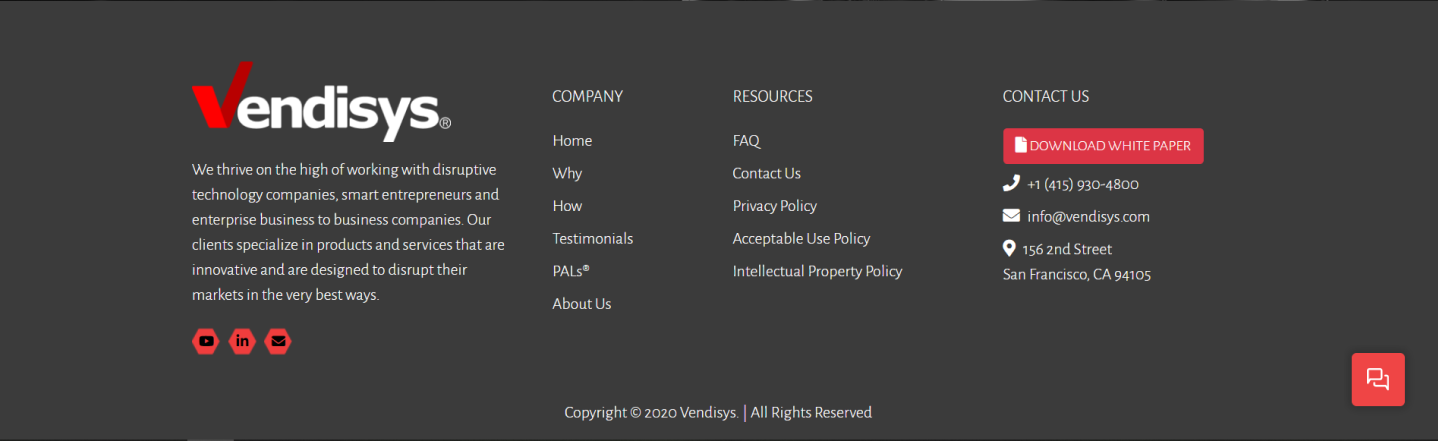 Vendisys®
We thrive on the high of working with disruptive
technology companies, smart entrepreneurs and
enterprise business to business companies. Our
clients specialize in products and services that are
innovative and are designed to disrupt their
markets in the very best ways.
in
COMPANY
Home
Why
How
Testimonials
PALs®
About Us
RESOURCES
FAQ
Contact Us
Privacy Policy
Acceptable Use Policy
Intellectual Property Policy
CONTACT US
DOWNLOAD WHITE PAPER
+1 (415) 930-4800
info@vendisys.com
156 2nd Street
San Francisco, CA 94105
Copyright © 2020 Vendisys. | All Rights Reserved